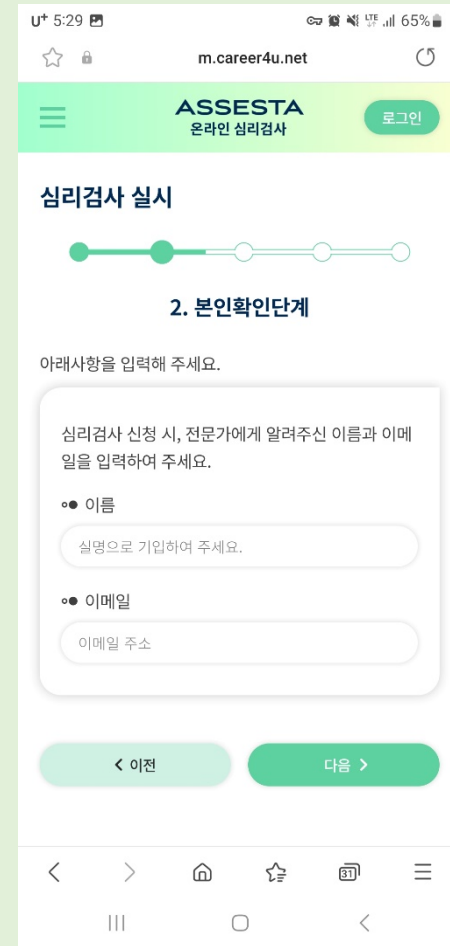 U+ 5:29 LTE 65%
m.career4u.net
ASSESTA
온라인 심리검사
로그인
심리검사 실시
2. 본인확인단계
아래사항을 입력해 주세요.
심리검사 신청 시, 전문가에게 알려주신 이름과 이메
일을 입력하여 주세요.
이름
실명으로 기입하여 주세요.
이메일
이메일 주소
< 이전
다음 >
31